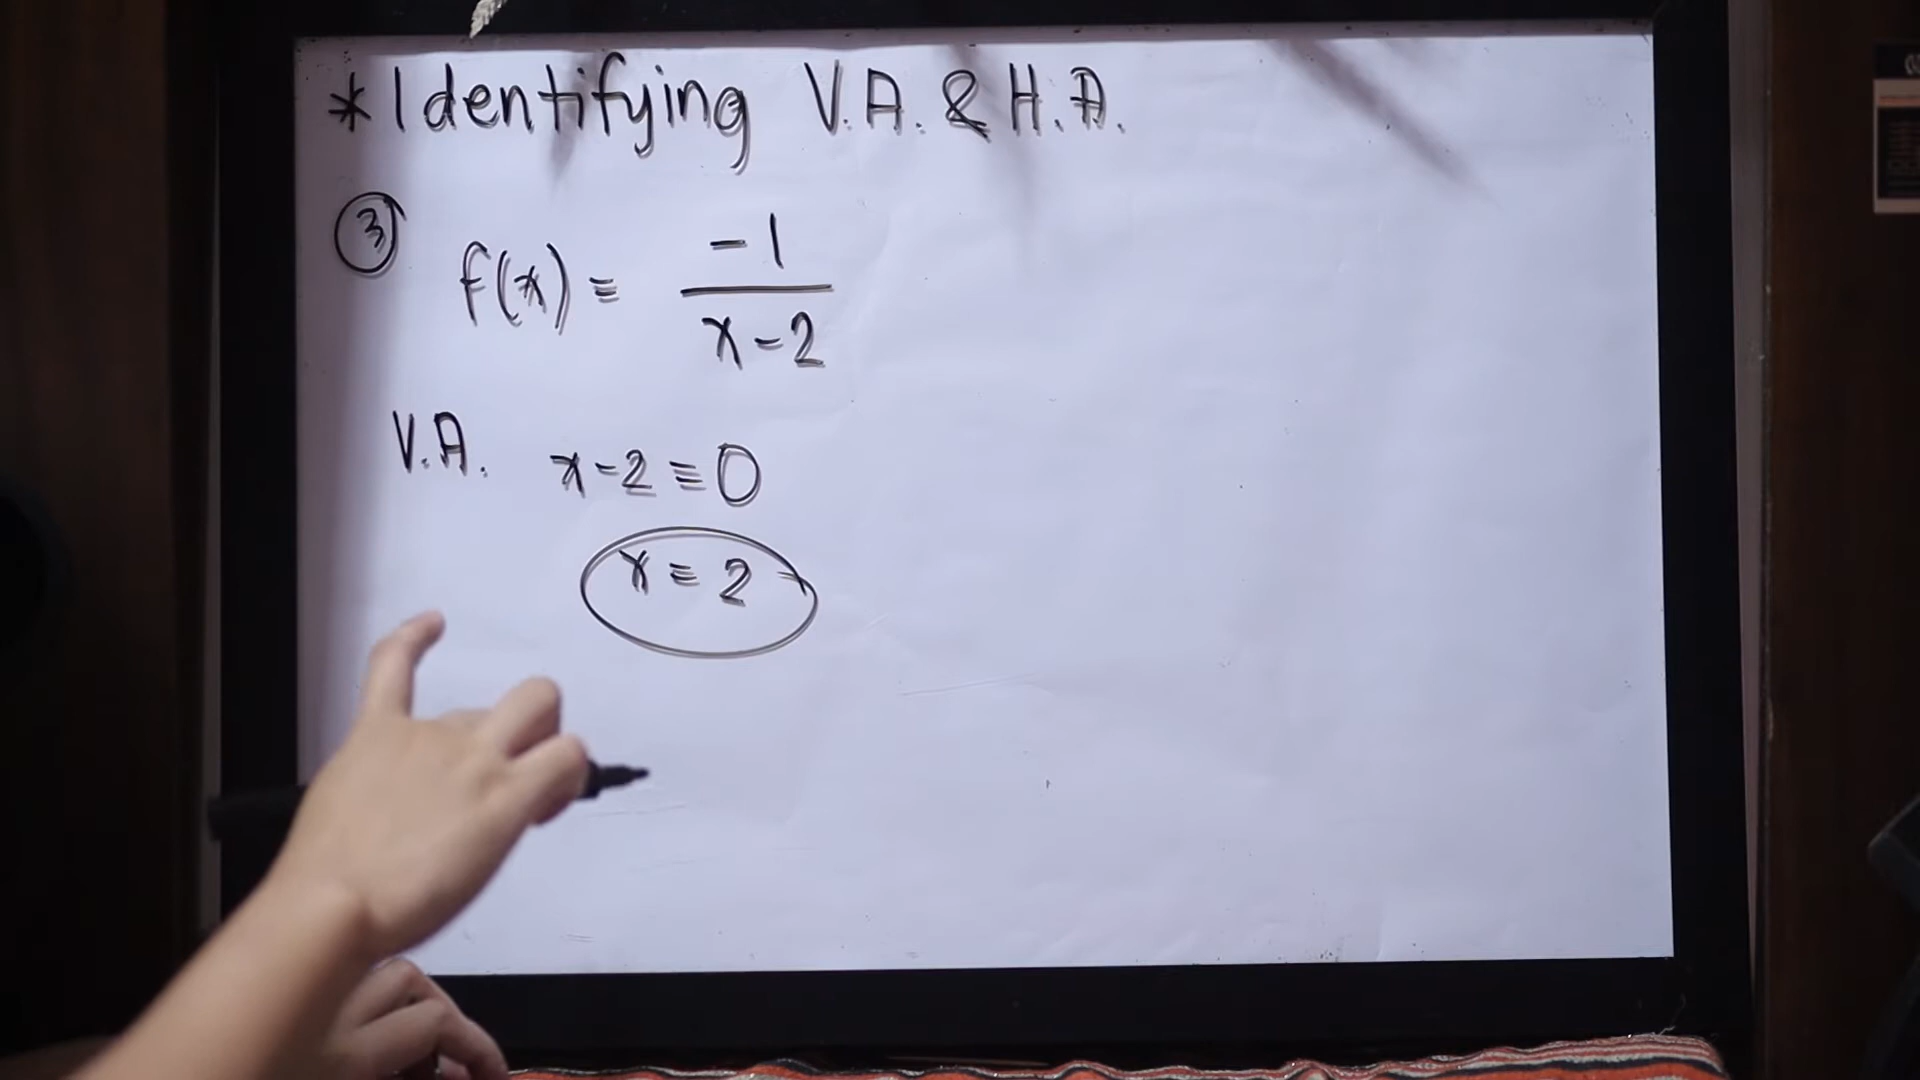 * Identifying V.A. & H.A.
3
f(x) = -1/x-2
V.A. x-2=0
x = 2